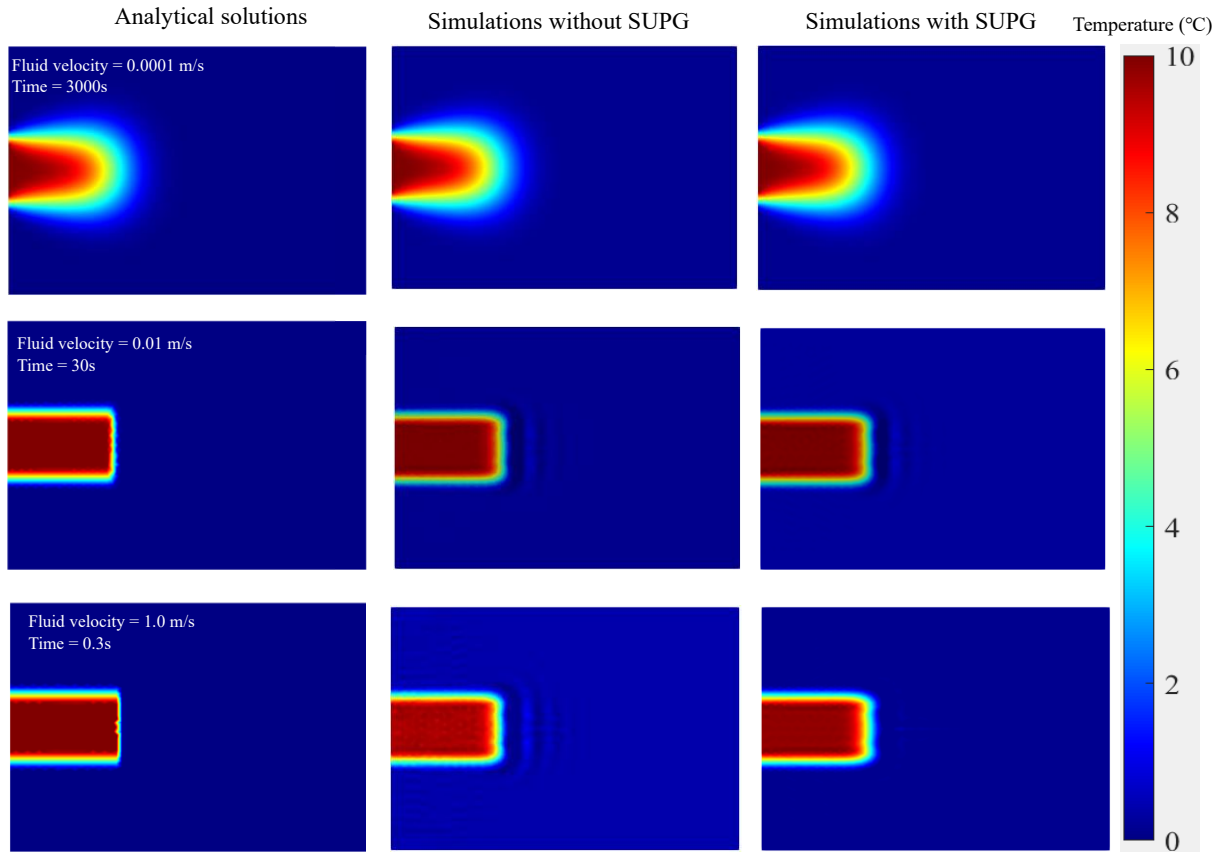 Analytical solutions
Simulations without SUPG
Simulations with SUPG
Temperature (℃)
Fluid velocity = 0.0001 m/s
Time = 3000s
Fluid velocity = 0.01 m/s
Time = 30s
Fluid velocity = 1.0 m/s
Time = 0.3s
10
8
6
4
2
0